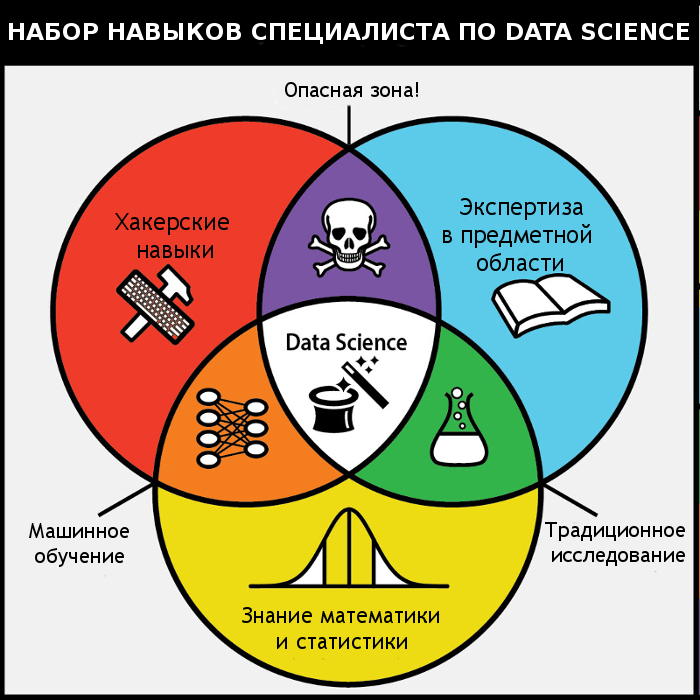 НАБОР НАВЫКОВ СПЕЦИАЛИСТА ПО DATA SCIENCE
Опасная зона!
Хакерские
навыки
Экспертиза
в предметной
области
Data Science
Машинное
обучение
Традиционное
исследование
Знание математики
и статистики